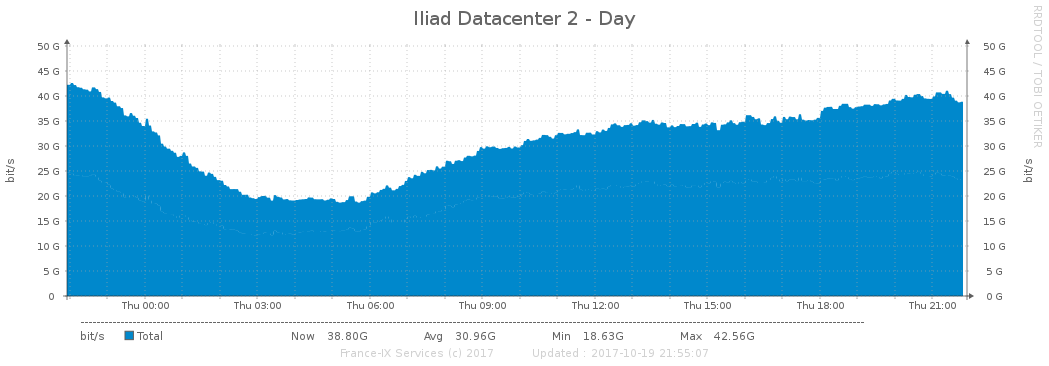 Iliad Datacenter 2 - Day
RRDTOOL / TOBI OETIKER
50 G 50 G
45 G 45 G
40 G 40 G
35 G 35 G
30 G 30 G
25 G 25 G
20 G 20 G
15 G 15 G
10 G 10 G
5 G 5 G
0 0 G
bit/s
bit/s
Thu 00:00 Thu 03:00 Thu 06:00 Thu 09:00 Thu 12:00 Thu 15:00 Thu 18:00 Thu 21:00
bit/s Total Now 38.80G Avg 30.96G Min 18.63G Max 42.56G
France-IX Services (c) 2017 Updated : 2017-10-19 21:55:07